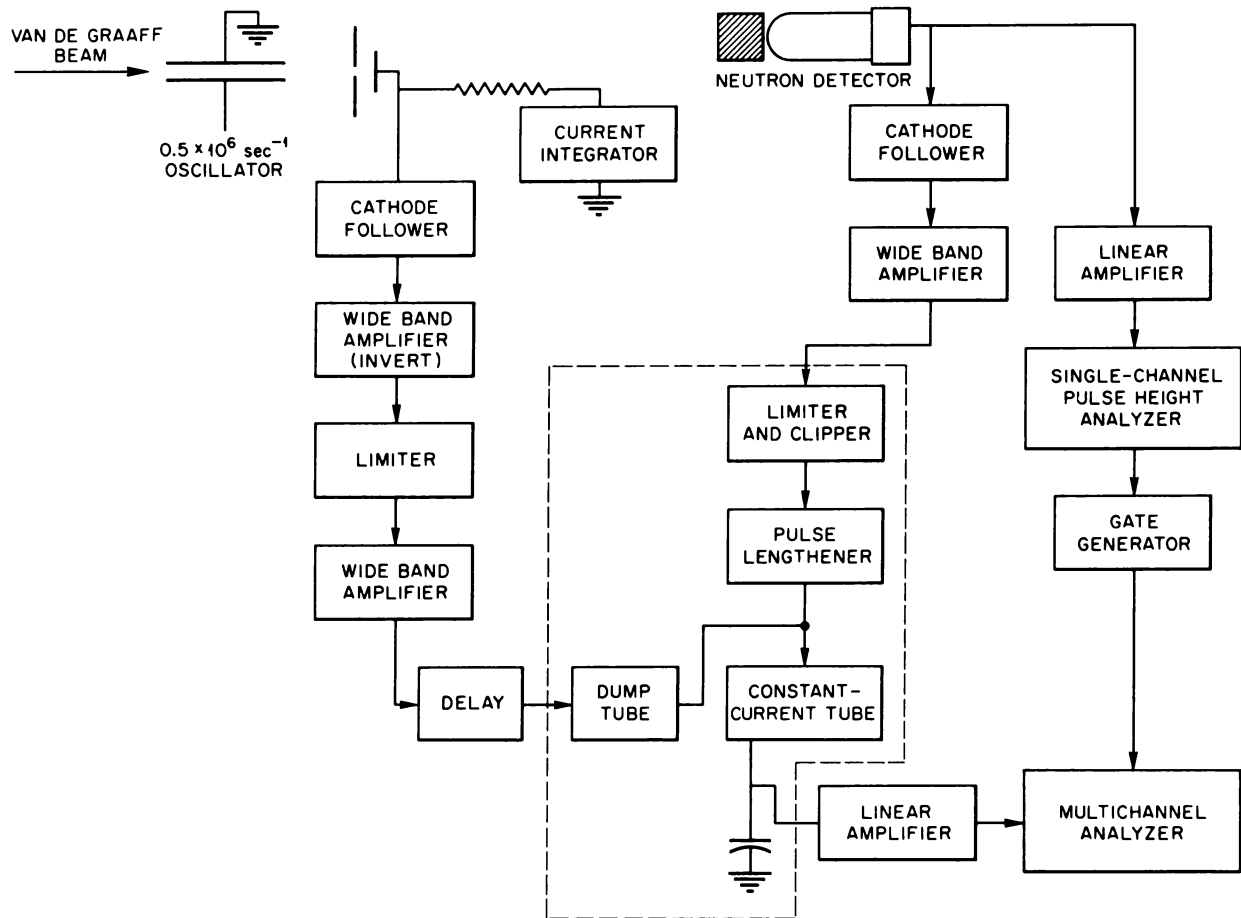 VAN DE GRAAFF
BEAM
0.5 × 10⁶ sec⁻¹
OSCILLATOR
CURRENT
INTEGRATOR
CATHODE
FOLLOWER
WIDE BAND
AMPLIFIER
(INVERT)
LIMITER
WIDE BAND
AMPLIFIER
DELAY
DUMP
TUBE
NEUTRON DETECTOR
CATHODE
FOLLOWER
WIDE BAND
AMPLIFIER
LIMITER
AND CLIPPER
PULSE
LENGTHENER
CONSTANT-
CURRENT TUBE
LINEAR
AMPLIFIER
LINEAR
AMPLIFIER
SINGLE-CHANNEL
PULSE HEIGHT
ANALYZER
GATE
GENERATOR
MULTICHANNEL
ANALYZER